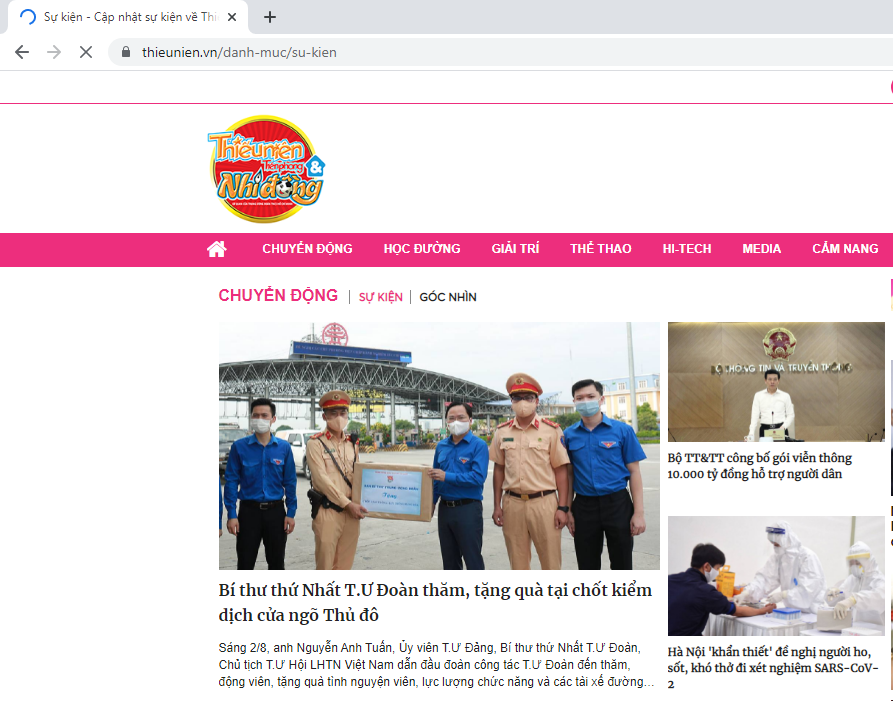 Sự kiện - Cập nhật sự kiện về Thi
thieunien.vn/danh-muc/su-kien
Thiếu niên
Tiền phong
&
Nhi đồng
CHUYỂN ĐỘNG
HỌC ĐƯỜNG
GIẢI TRÍ
THỂ THAO
HI-TECH
MEDIA
CẨM NANG
CHUYỂN ĐỘNG
SỰ KIỆN
GÓC NHÌN
Tặng
THÔNG TIN VÀ TRUYỀN THÔNG
Bộ TT&TT công bố gói viễn thông
10.000 tỷ đồng hỗ trợ người dân
Bí thư thứ Nhất T.Ư Đoàn thăm, tặng quà tại chốt kiểm
dịch cửa ngõ Thủ đô
Sáng 2/8, anh Nguyễn Anh Tuấn, Ủy viên T.Ư Đảng, Bí thư thứ Nhất T.Ư Đoàn,
Chủ tịch T.Ư Hội LHTN Việt Nam dẫn đầu đoàn công tác T.Ư Đoàn đến thăm,
động viên, tặng quà tình nguyện viên, lực lượng chức năng và các tài xế đường...
Hà Nội 'khẩn thiết' đề nghị người ho,
sốt, khó thở đi xét nghiệm SARS-CoV-
2